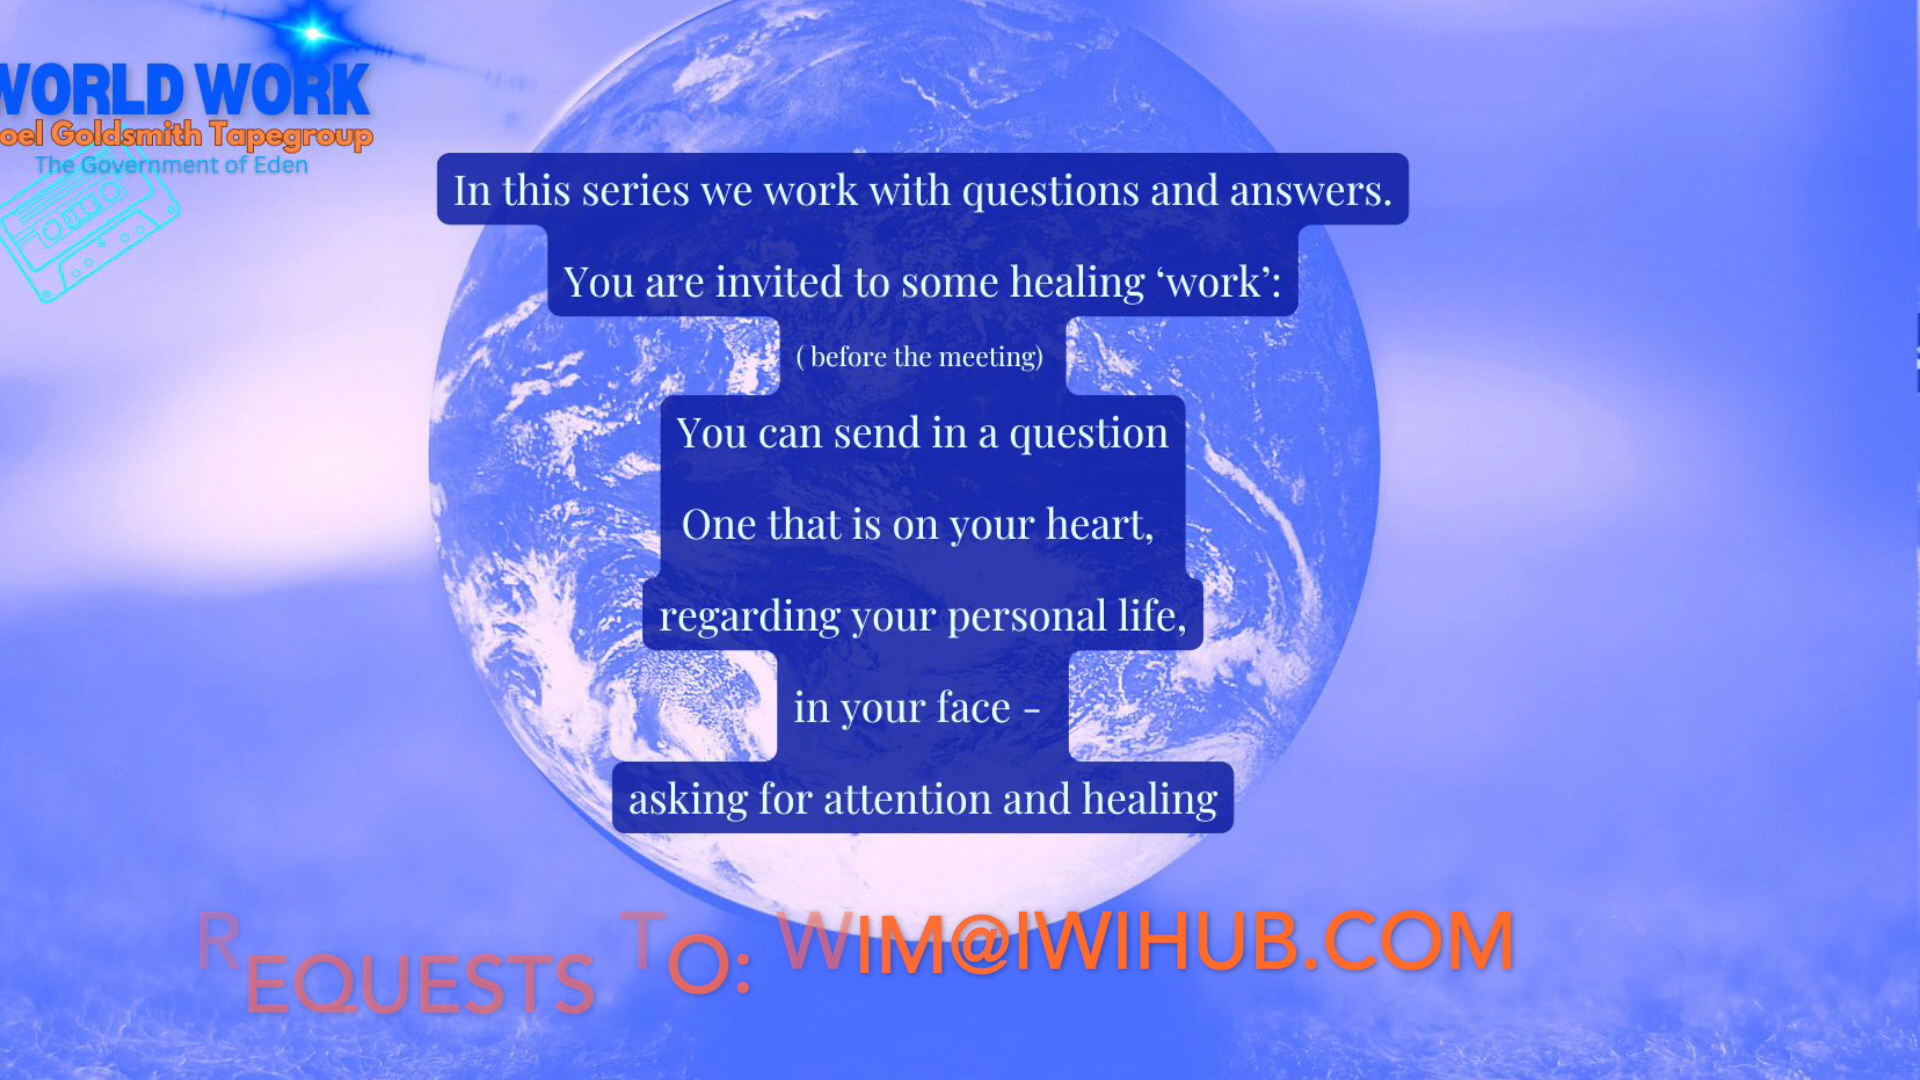 WORLD WORK
oel Goldsmith Tapegroup
The Government of Eden
In this series we work with questions and answers.
You are invited to some healing ‘work’:
( before the meeting)
You can send in a question
One that is on your heart,
regarding your personal life,
in your face -
asking for attention and healing
REQUESTS TO: WIM@IWIHUB.COM